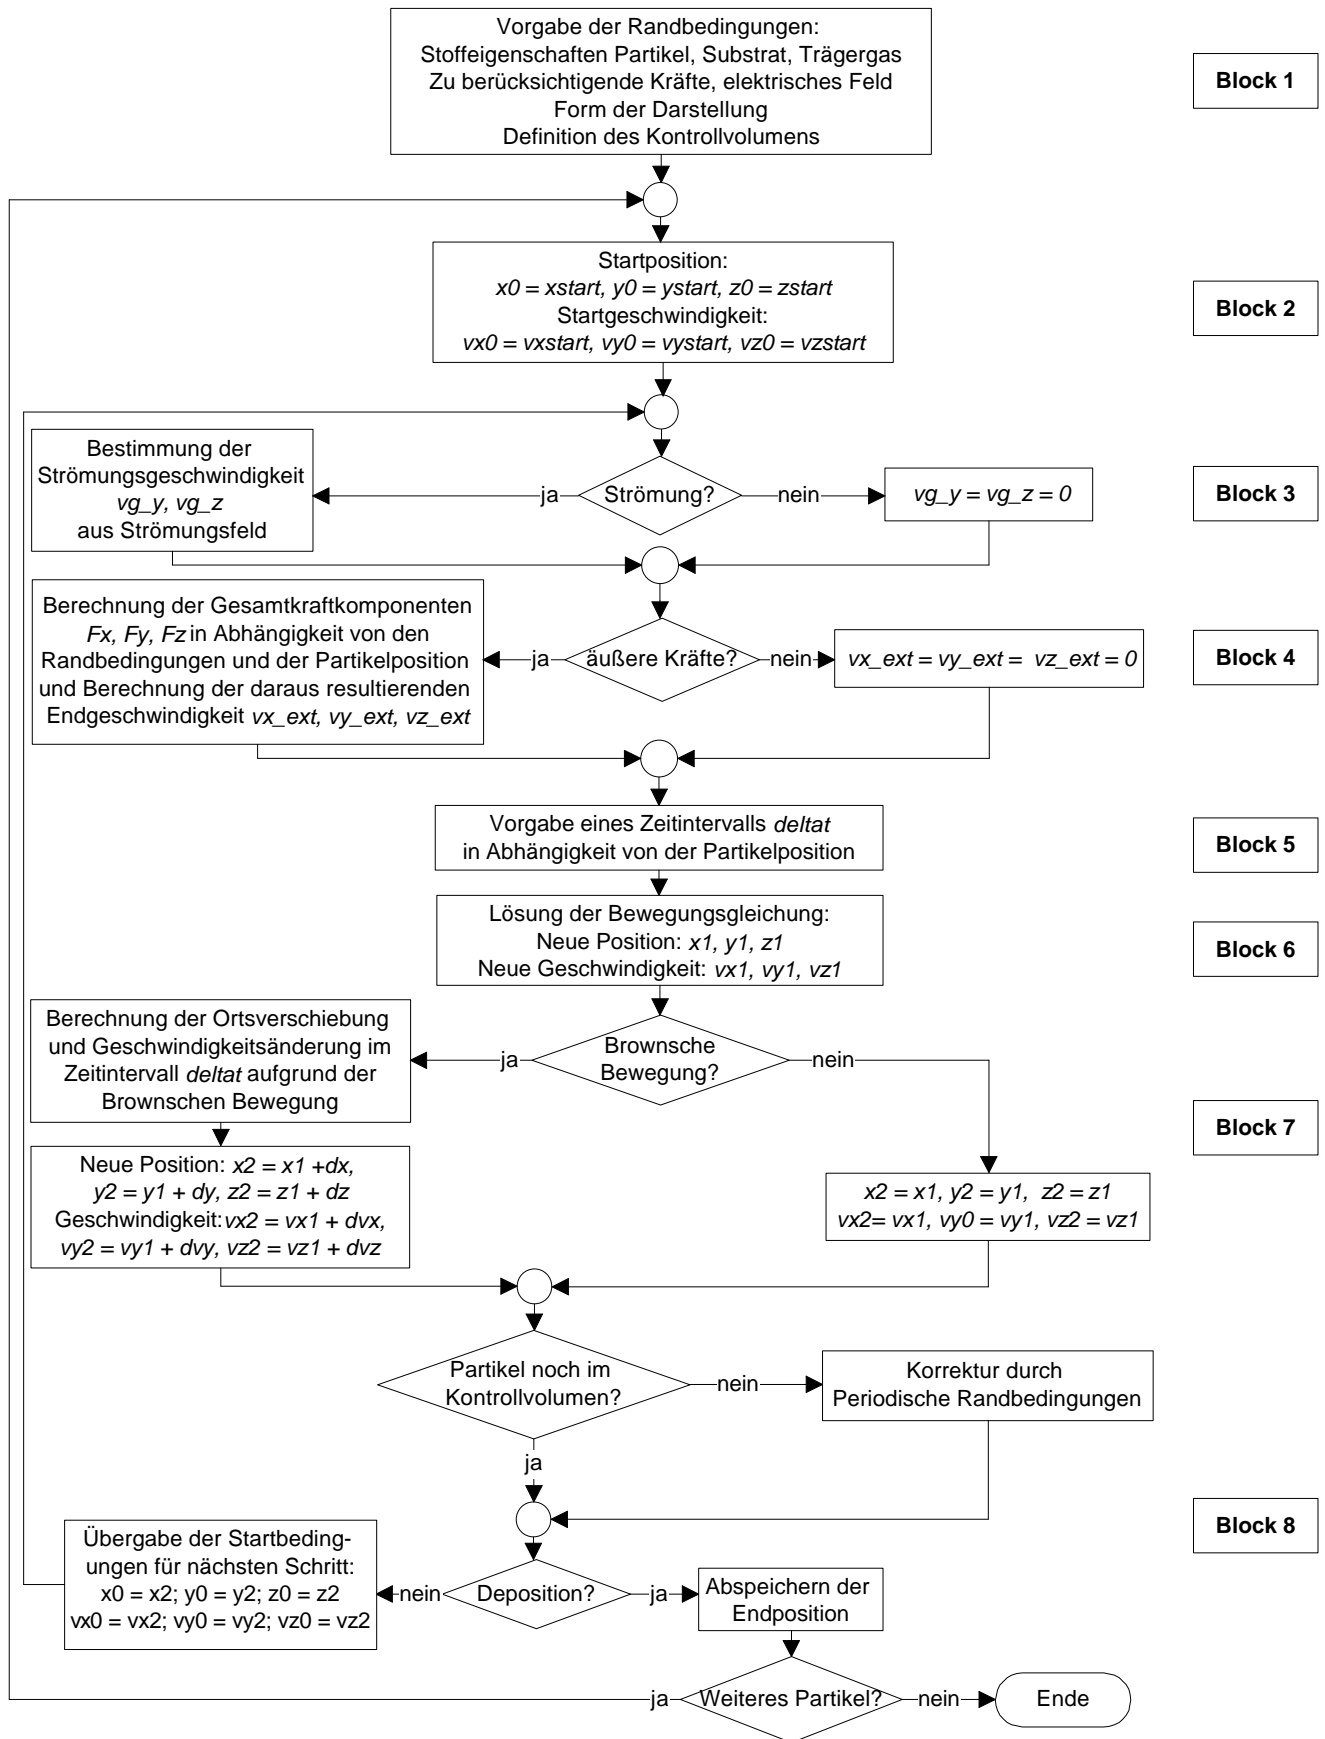 Vorgabe der Randbedingungen:
Stoffeigenschaften Partikel, Substrat, Trägergas
Zu berücksichtigende Kräfte, elektrisches Feld
Form der Darstellung
Definition des Kontrollvolumens
Block 1
Startposition:
x0 = xstart, y0 = ystart, z0 = zstart
Startgeschwindigkeit:
vx0 = vxstart, vy0 = vystart, vz0 = vzstart
Block 2
Bestimmung der
Strömungsgeschwindigkeit
vg_y, vg_z
aus Strömungsfeld
ja
Strömung?
nein
vg_y = vg_z = 0
Block 3
Berechnung der Gesamtkraftkomponenten
Fx, Fy, Fz in Abhängigkeit von den
Randbedingungen und der Partikelposition
und Berechnung der daraus resultierenden
Endgeschwindigkeit vx_ext, vy_ext, vz_ext
ja
äußere Kräfte?
nein
vx_ext = vy_ext = vz_ext = 0
Block 4
Vorgabe eines Zeitintervalls deltat
in Abhängigkeit von der Partikelposition
Block 5
Lösung der Bewegungsgleichung:
Neue Position: x1, y1, z1
Neue Geschwindigkeit: vx1, vy1, vz1
Block 6
Berechnung der Ortsverschiebung
und Geschwindigkeitsänderung im
Zeitintervall deltat aufgrund der
Brownschen Bewegung
ja
Brownsche
Bewegung?
nein
Block 7
Neue Position: x2 = x1 +dx,
y2 = y1 + dy, z2 = z1 + dz
Geschwindigkeit: vx2 = vx1 + dvx,
vy2 = vy1 + dvy, vz2 = vz1 + dvz
x2 = x1, y2 = y1, z2 = z1
vx2= vx1, vy0 = vy1, vz2 = vz1
Partikel noch im
Kontrollvolumen?
nein
Korrektur durch
Periodische Randbedingungen
ja
Block 8
Übergabe der Startbeding-
ungen für nächsten Schritt:
x0 = x2; y0 = y2; z0 = z2
vx0 = vx2; vy0 = vy2; vz0 = vz2
nein
Deposition?
ja
Abspeichern der
Endposition
ja
Weiteres Partikel?
nein
Ende